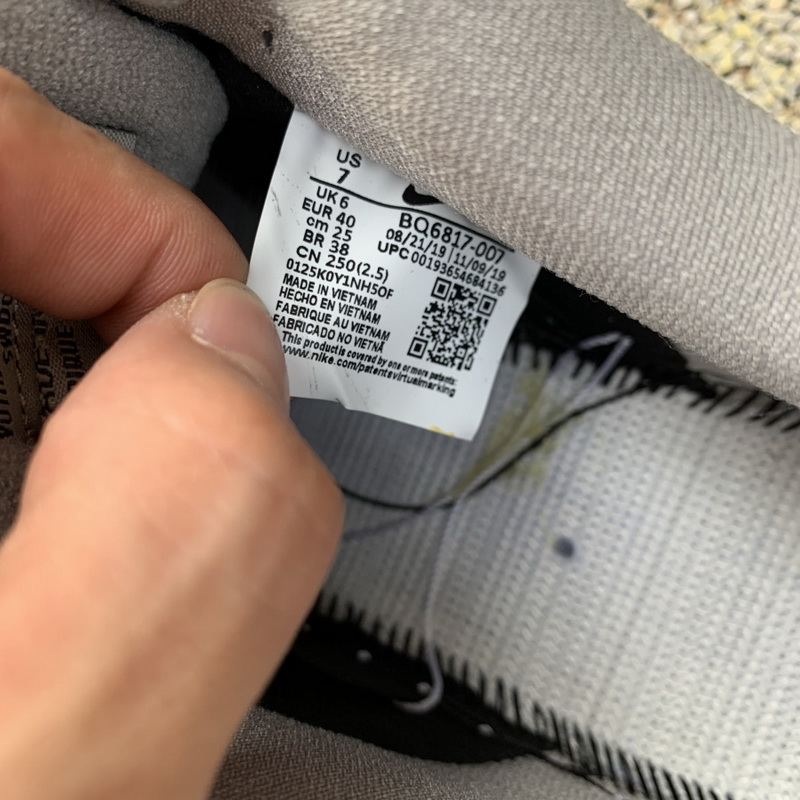 US
7
UK 6
EUR 40
cm 25
BR 38
CN 250(2.5)
BQ6817-007
08/21/19 | 11/09/19
UPC 00193654684136
0125K0Y1NH5OF
MADE IN VIETNAM
HECHO EN VIETNAM
FABRIQUE AU VIETNAM
FABRICADO NO VIETNÃ
This product is covered by one or more patents:
www.nike.com/patentsvirtualmarking